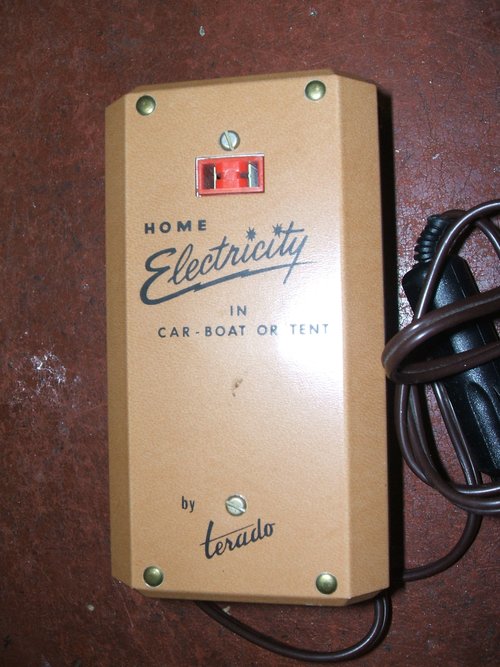 HOME
Electricity
IN
CAR-BOAT OR TENT
by
terado